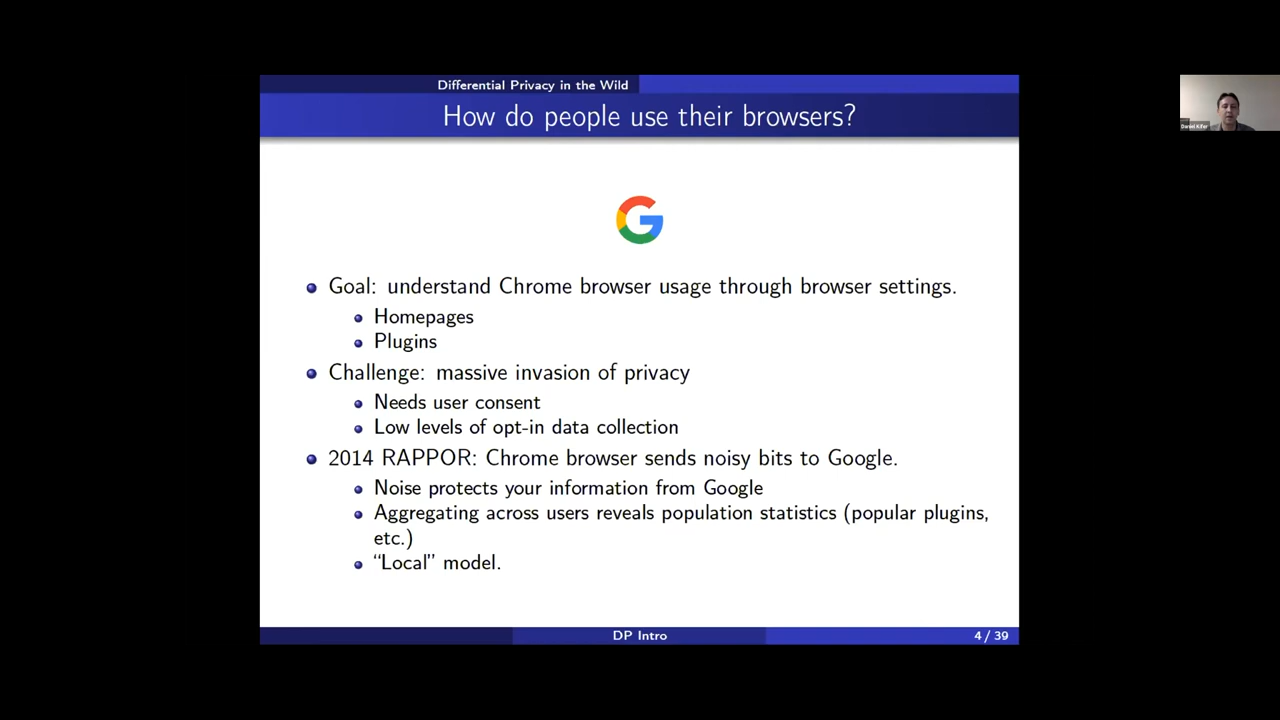 Differential Privacy in the Wild
How do people use their browsers?
Goal: understand Chrome browser usage through browser settings.
Homepages
Plugins
Challenge: massive invasion of privacy
Needs user consent
Low levels of opt-in data collection
2014 RAPPOR: Chrome browser sends noisy bits to Google.
Noise protects your information from Google
Aggregating across users reveals population statistics (popular plugins,
etc.)
“Local” model.
DP Intro
4 / 39
Daniel Kifer